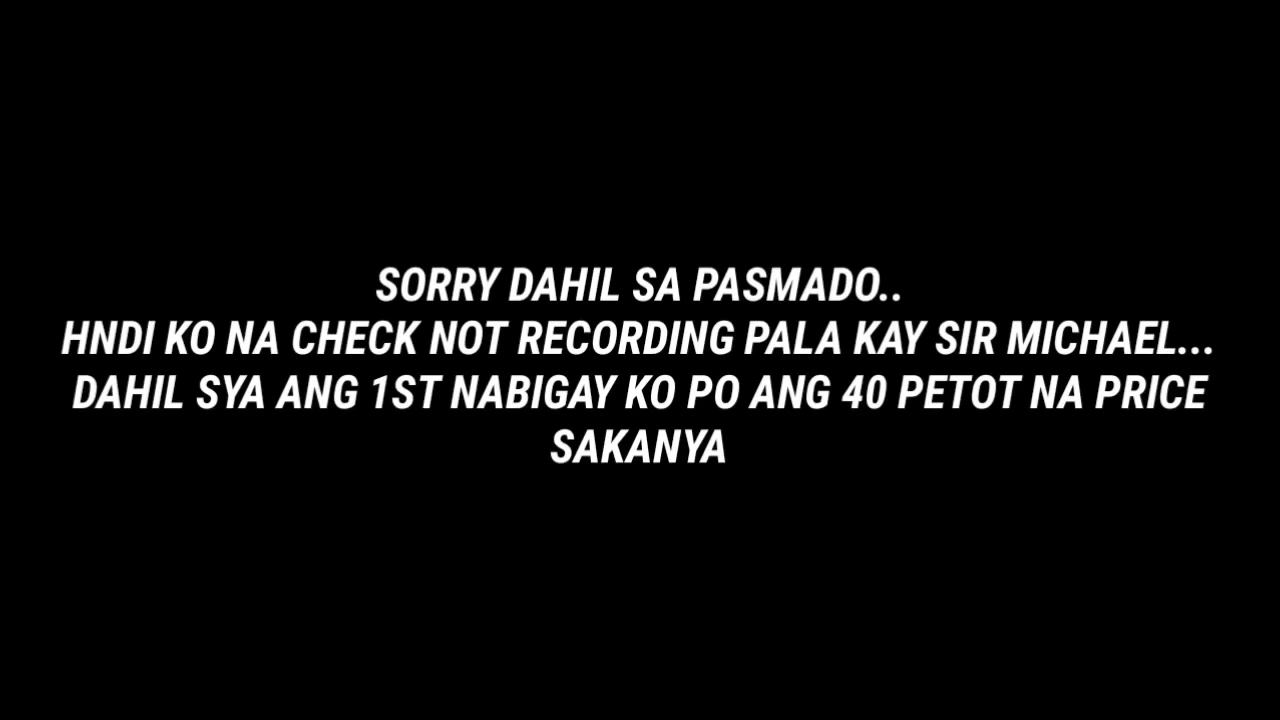 SORRY DAHIL SA PASMADO..
HNDI KO NA CHECK NOT RECORDING PALA KAY SIR MICHAEL...
DAHIL SYA ANG 1ST NABIGAY KO PO ANG 40 PETOT NA PRICE
SAKANYA